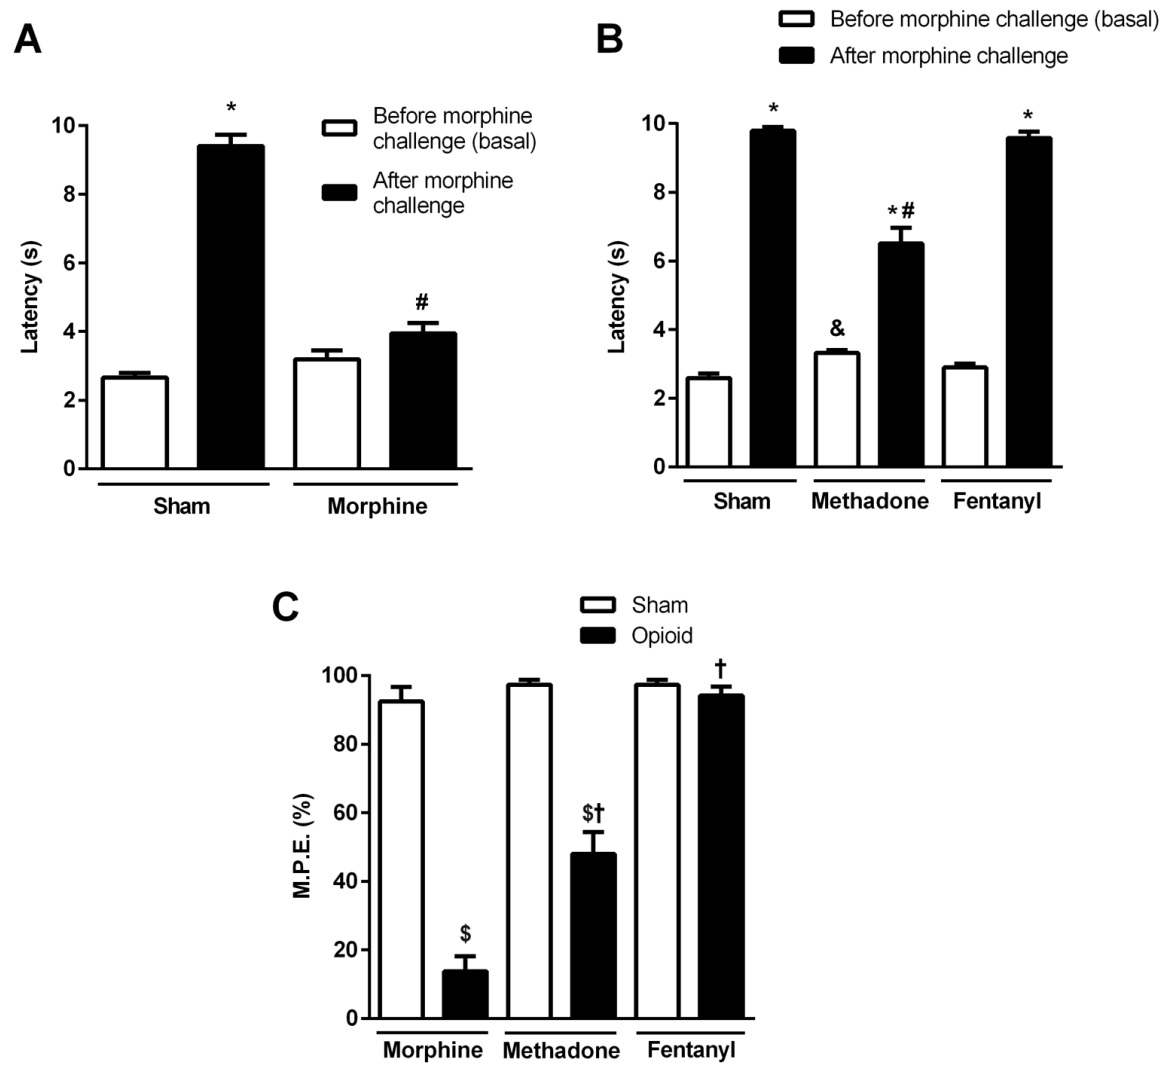 A
*
Before morphine
challenge (basal)
After morphine
challenge
#
10
8
6
4
2
0
Latency (s)
Sham
Morphine
B
Before morphine challenge (basal)
After morphine challenge
*
*
*#
&
10
8
6
4
2
0
Latency (s)
Sham
Methadone
Fentanyl
C
Sham
Opioid
†
$†
$
100
80
60
40
20
0
M.P.E. (%)
Morphine
Methadone
Fentanyl